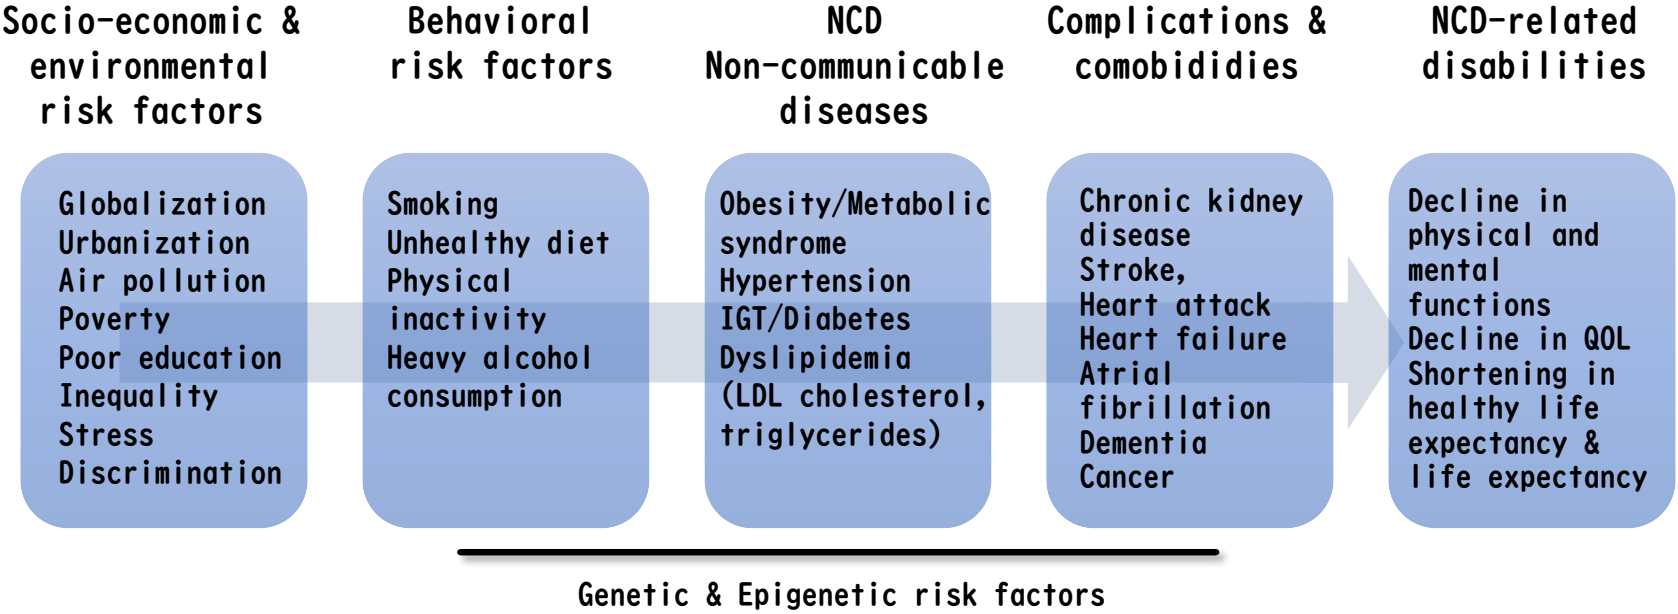 Socio-economic &
environmental
risk factors
Behavioral
risk factors
NCD
Non-communicable
diseases
Complications &
comobididies
NCD-related
disabilities
Globalization
Urbanization
Air pollution
Poverty
Poor education
Inequality
Stress
Discrimination
Smoking
Unhealthy diet
Physical
inactivity
Heavy alcohol
consumption
Obesity/Metabolic
syndrome
Hypertension
IGT/Diabetes
Dyslipidemia
(LDL cholesterol,
triglycerides)
Chronic kidney
disease
Stroke,
Heart attack
Heart failure
Atrial
fibrillation
Dementia
Cancer
Decline in
physical and
mental
functions
Decline in QOL
Shortening in
healthy life
expectancy &
life expectancy
Genetic & Epigenetic risk factors